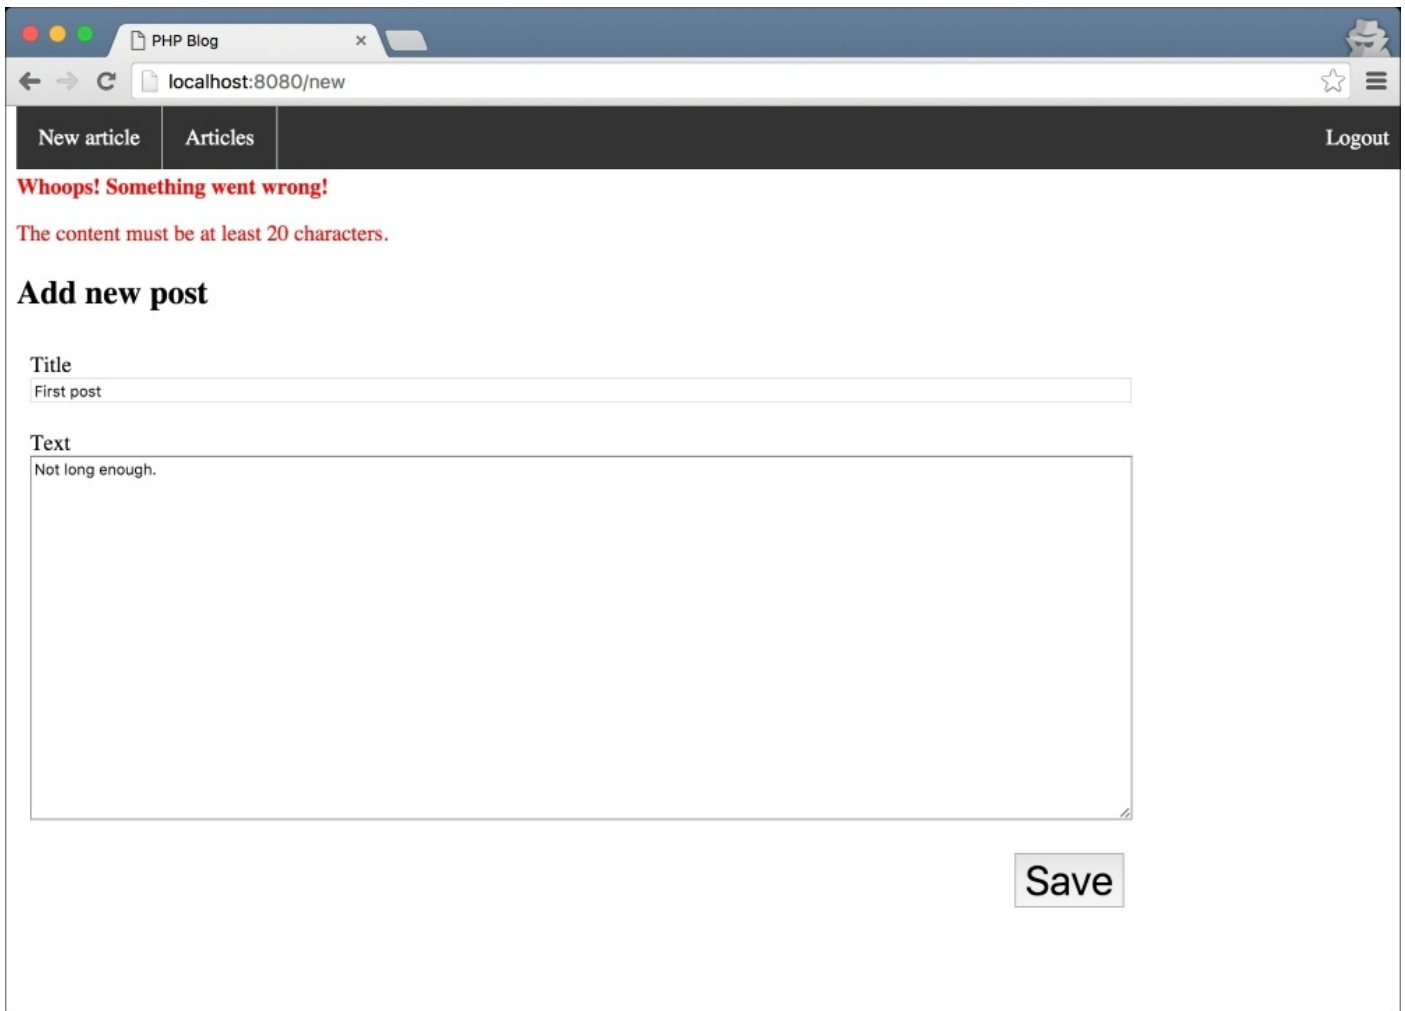 PHP Blog
localhost:8080/new
New article Articles Logout
Whoops! Something went wrong!
The content must be at least 20 characters.
Add new post
Title
First post
Text
Not long enough.
Save